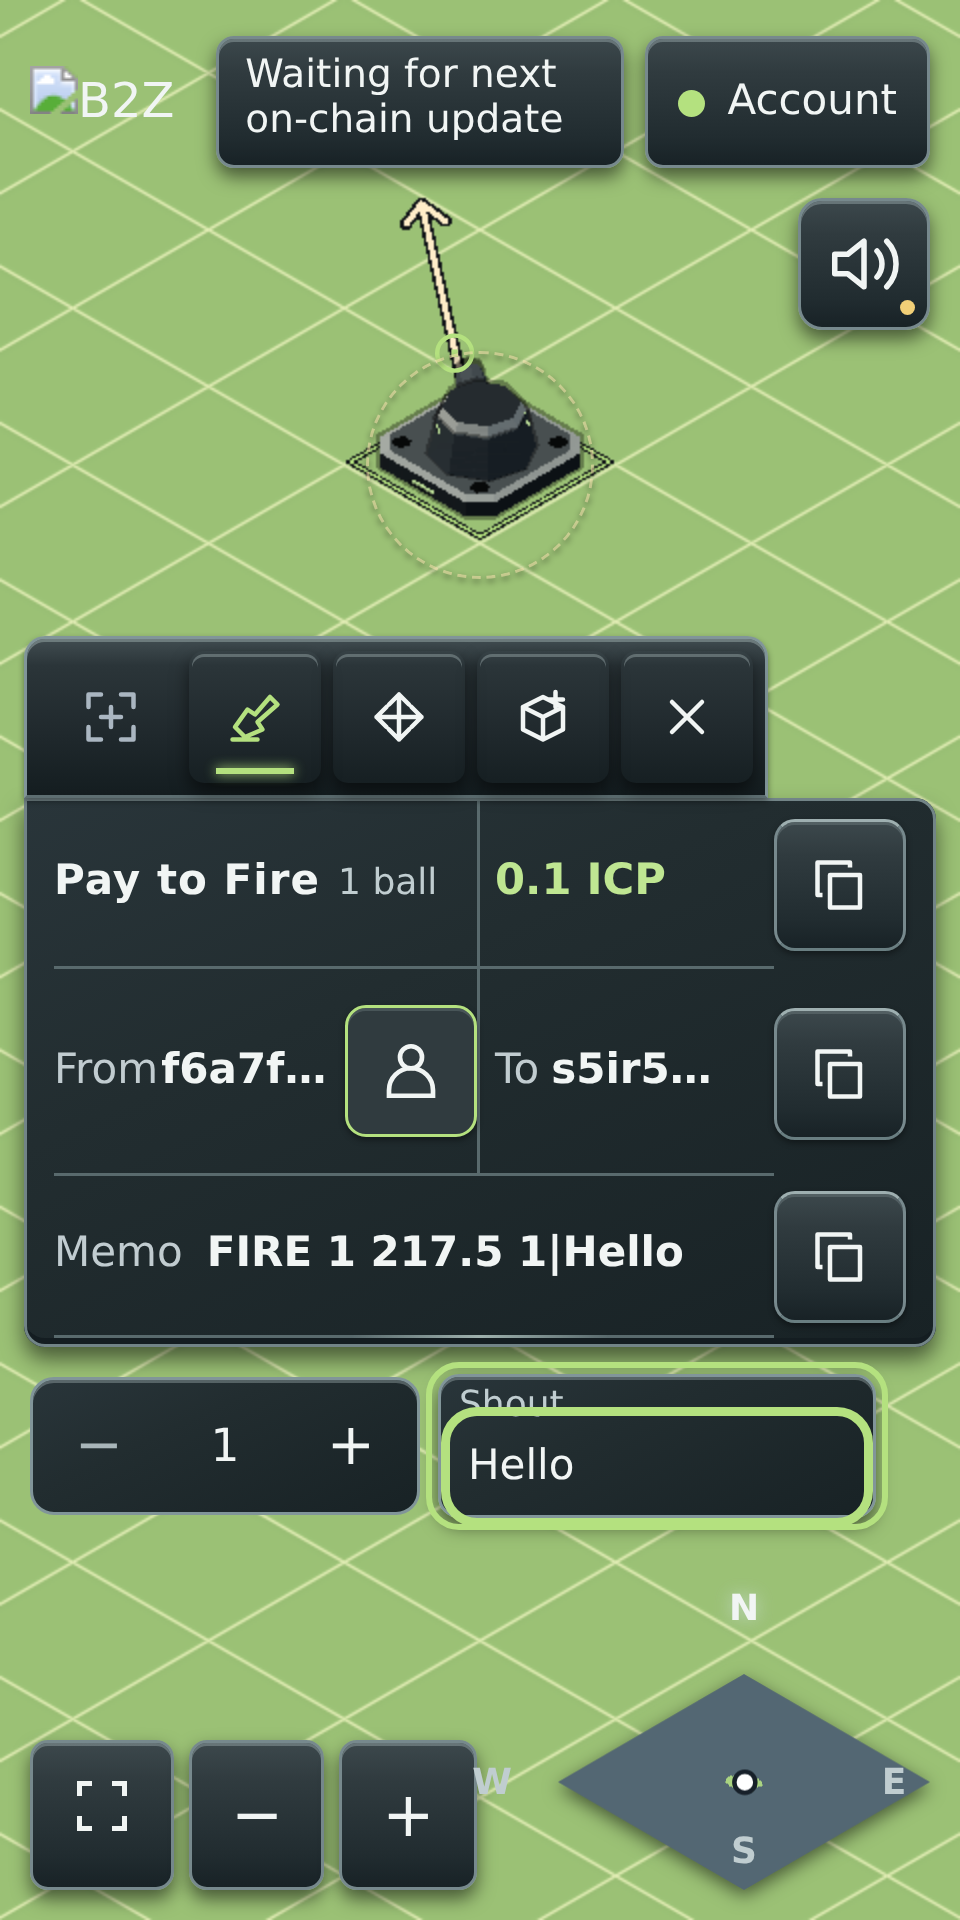 B2Z
Waiting for next
on-chain update
Account
Pay to Fire 1 ball
0.1 ICP
From f6a7f...
To s5ir5...
Memo FIRE 1 217.5 1|Hello
− 1 +
Shout
Hello
N
W
E
S
− +